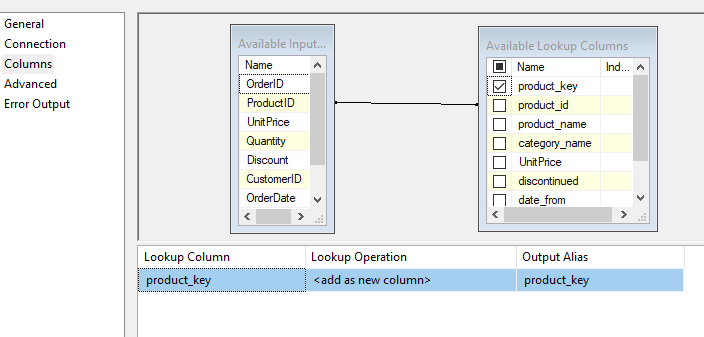 General
Connection
Columns
Advanced
Error Output
Available Input...
Name
OrderID
ProductID
UnitPrice
Quantity
Discount
CustomerID
OrderDate
Available Lookup Columns
Name Ind...
product_key
product_id
product_name
category_name
UnitPrice
discontinued
date_from
Lookup Column Lookup Operation Output Alias
product_key <add as new column> product_key